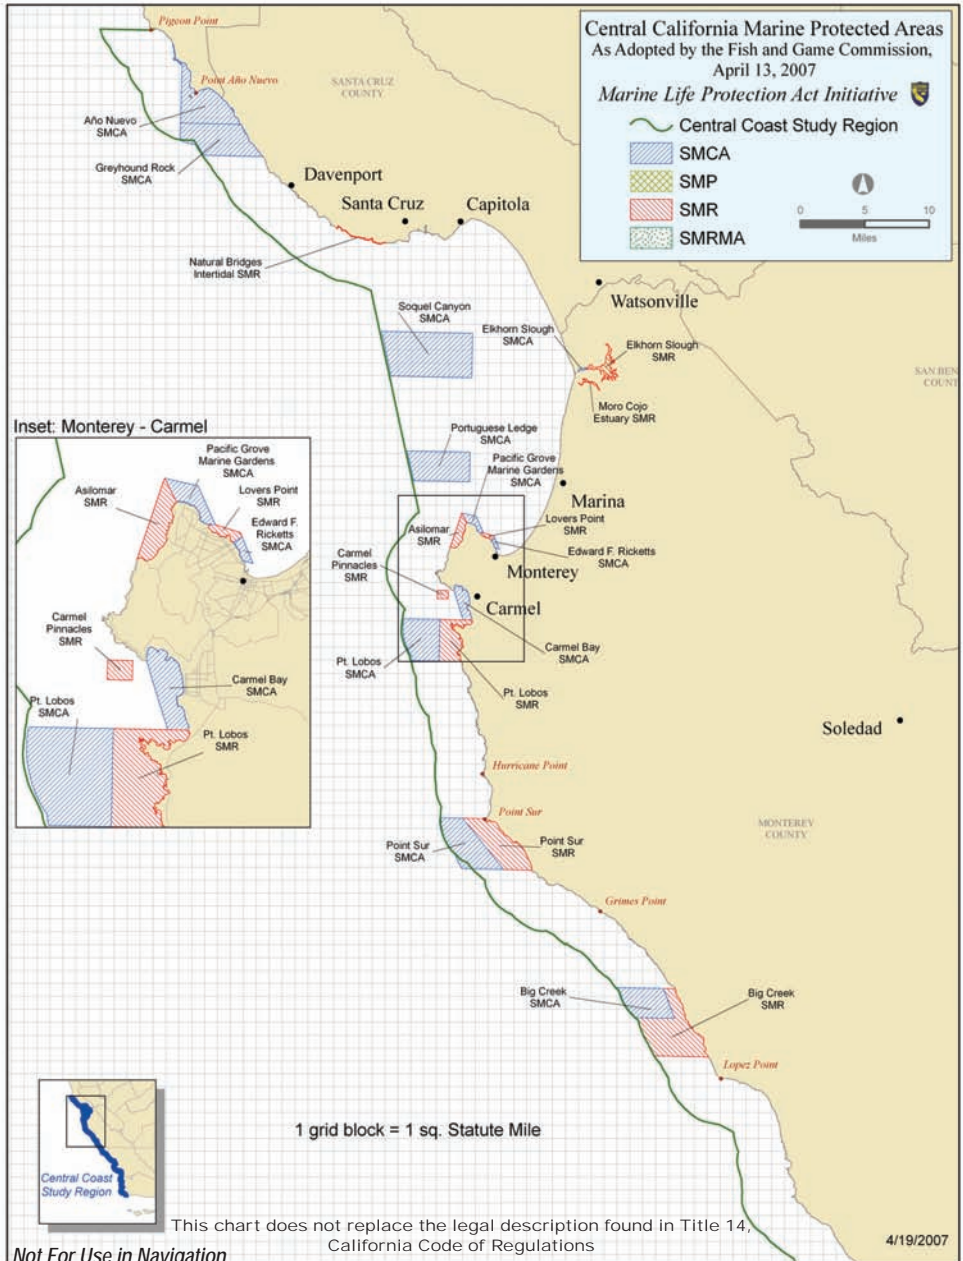 Central California Marine Protected Areas
As Adopted by the Fish and Game Commission,
April 13, 2007
Marine Life Protection Act Initiative
Central Coast Study Region
SMCA
SMP
SMR
SMRMA
0 5 10
Miles
Pigeon Point
SANTA CRUZ
COUNTY
Point Año Nuevo
Año Nuevo
SMCA
Greyhound Rock
SMCA
Davenport
Santa Cruz
Capitola
Natural Bridges
Intertidal SMR
Watsonville
Soquel Canyon
SMCA
Elkhorn Slough
SMCA
Elkhorn Slough
SMR
SAN BEN
COUNT
Moro Cojo
Estuary SMR
Portuguese Ledge
SMCA
Pacific Grove
Marine Gardens
SMCA
Marina
Asilomar
SMR
Lovers Point
SMR
Edward F. Ricketts
SMCA
Monterey
Carmel
Pinnacles
SMR
Carmel
Carmel Bay
SMCA
Pt. Lobos
SMCA
Pt. Lobos
SMR
Soledad
Hurricane Point
Point Sur
Point Sur
SMCA
Point Sur
SMR
MONTEREY
COUNTY
Grimes Point
Big Creek
SMCA
Big Creek
SMR
Lopez Point
Inset: Monterey - Carmel
Pacific Grove
Marine Gardens
SMCA
Asilomar
SMR
Lovers Point
SMR
Edward F.
Ricketts
SMCA
Carmel
Pinnacles
SMR
Carmel Bay
SMCA
Pt. Lobos
SMCA
Pt. Lobos
SMR
Central Coast
Study Region
1 grid block = 1 sq. Statute Mile
This chart does not replace the legal description found in Title 14,
California Code of Regulations
4/19/2007
Not For Use in Navigation